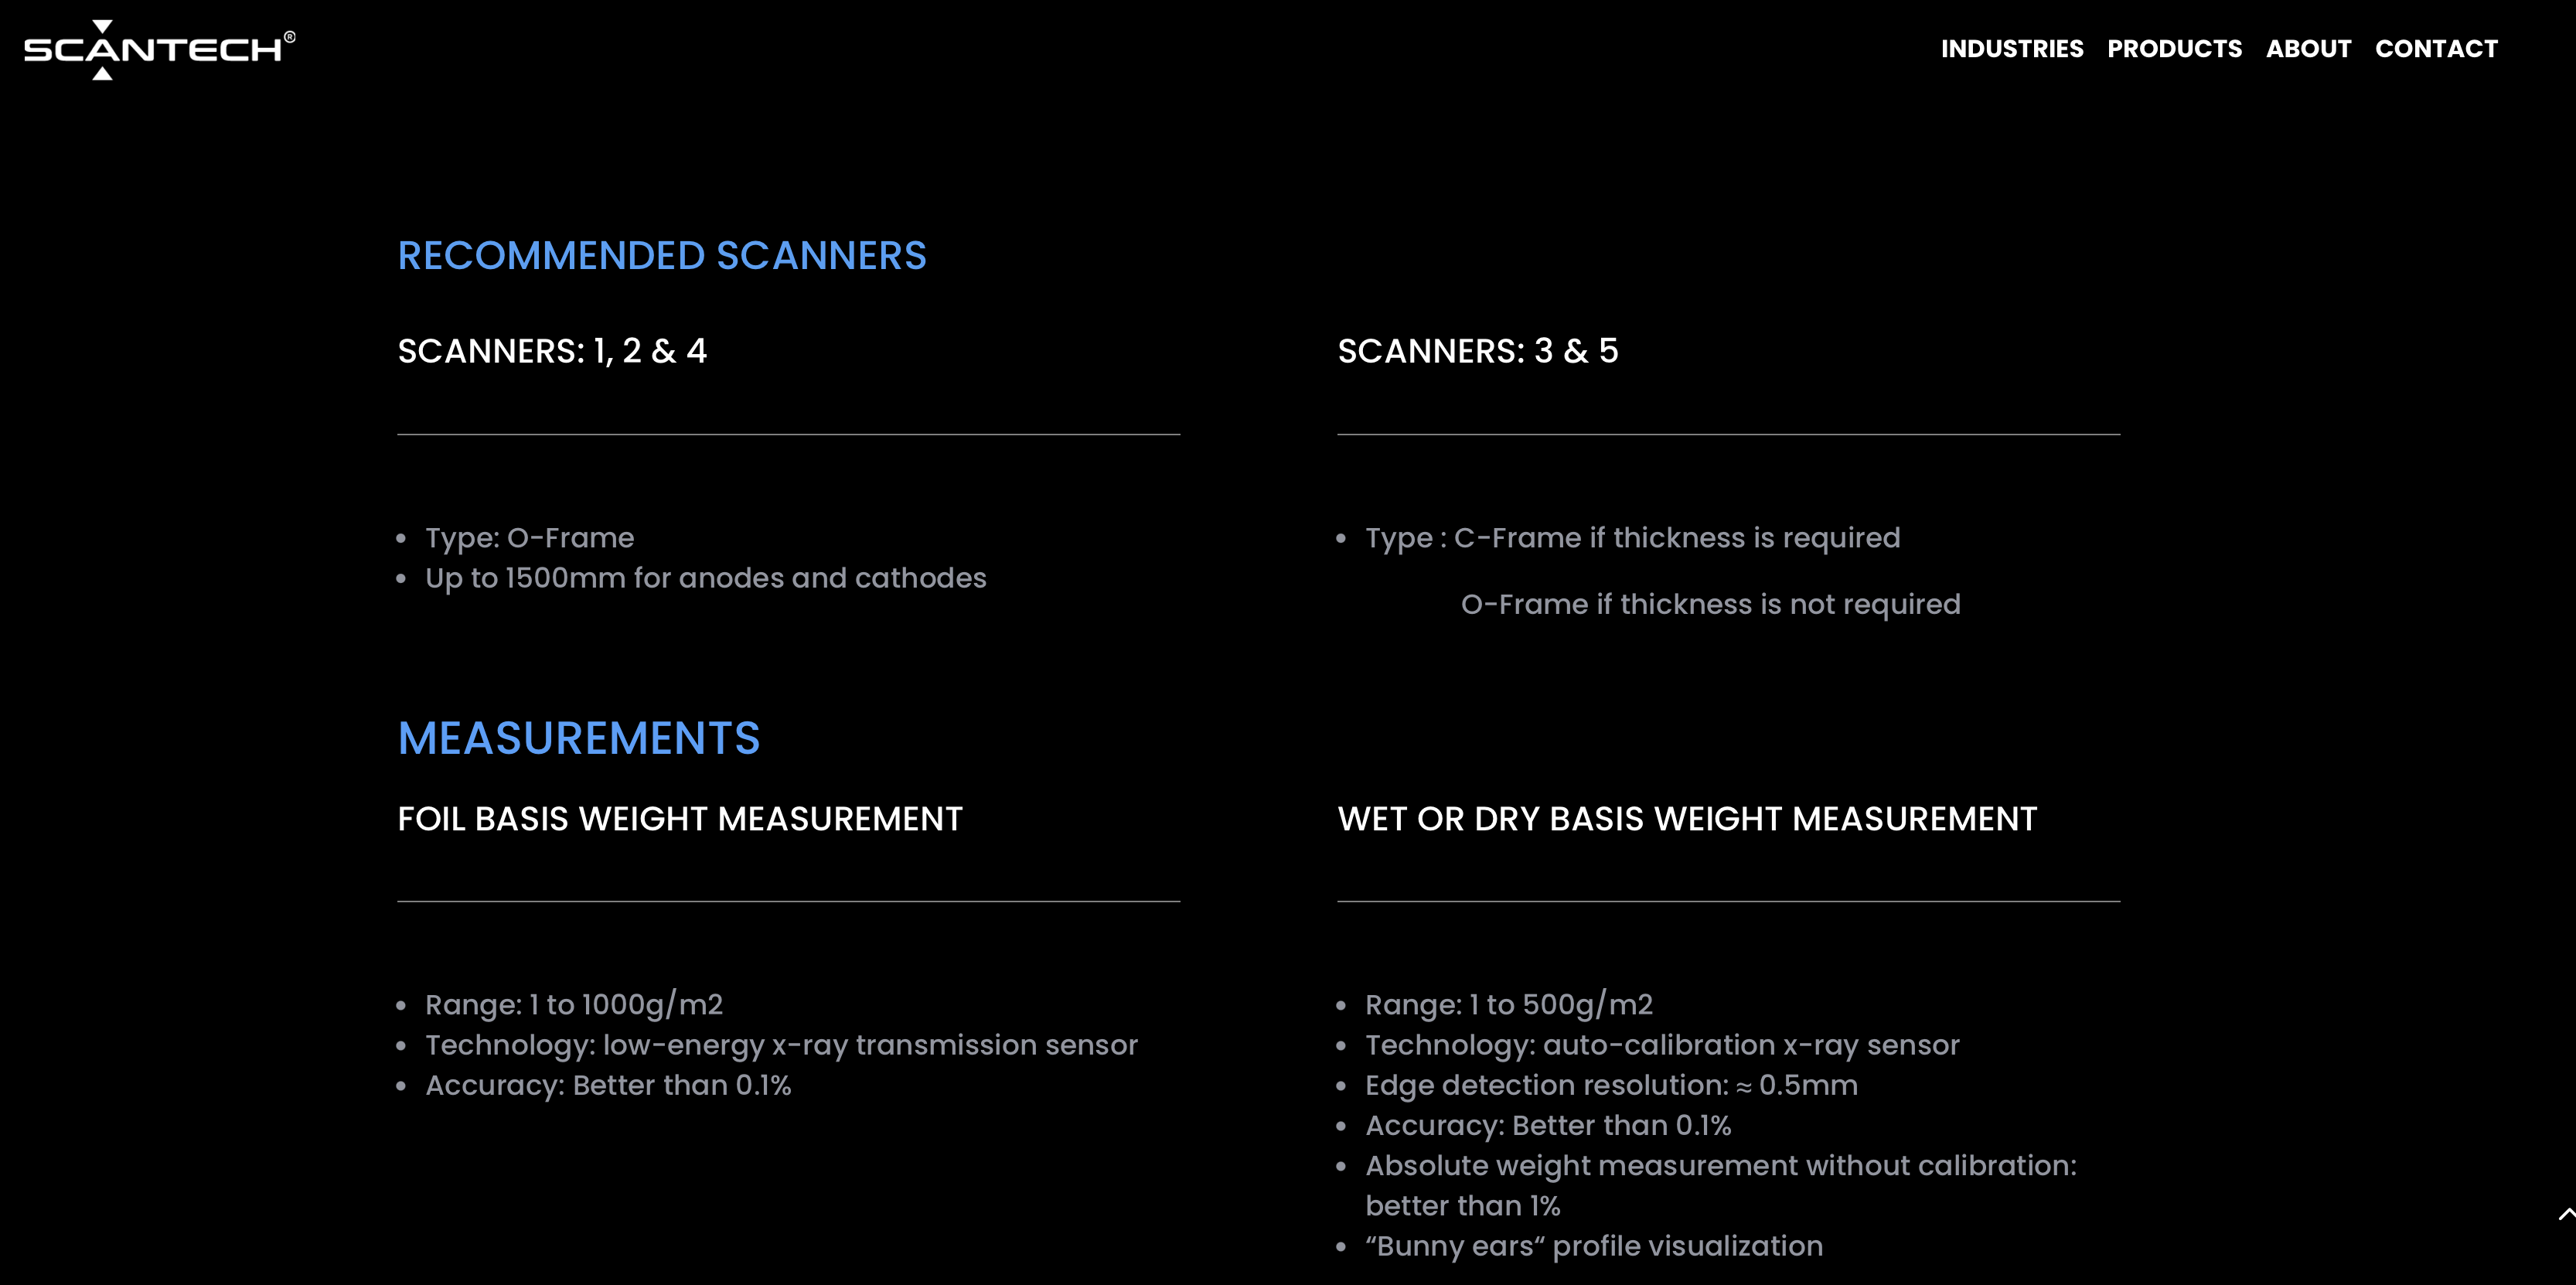 SCANTECH®
INDUSTRIES PRODUCTS ABOUT CONTACT
RECOMMENDED SCANNERS
SCANNERS: 1, 2 & 4
Type: O-Frame
Up to 1500mm for anodes and cathodes
SCANNERS: 3 & 5
Type : C-Frame if thickness is required
O-Frame if thickness is not required
MEASUREMENTS
FOIL BASIS WEIGHT MEASUREMENT
Range: 1 to 1000g/m2
Technology: low-energy x-ray transmission sensor
Accuracy: Better than 0.1%
WET OR DRY BASIS WEIGHT MEASUREMENT
Range: 1 to 500g/m2
Technology: auto-calibration x-ray sensor
Edge detection resolution: ≈ 0.5mm
Accuracy: Better than 0.1%
Absolute weight measurement without calibration:
better than 1%
“Bunny ears“ profile visualization